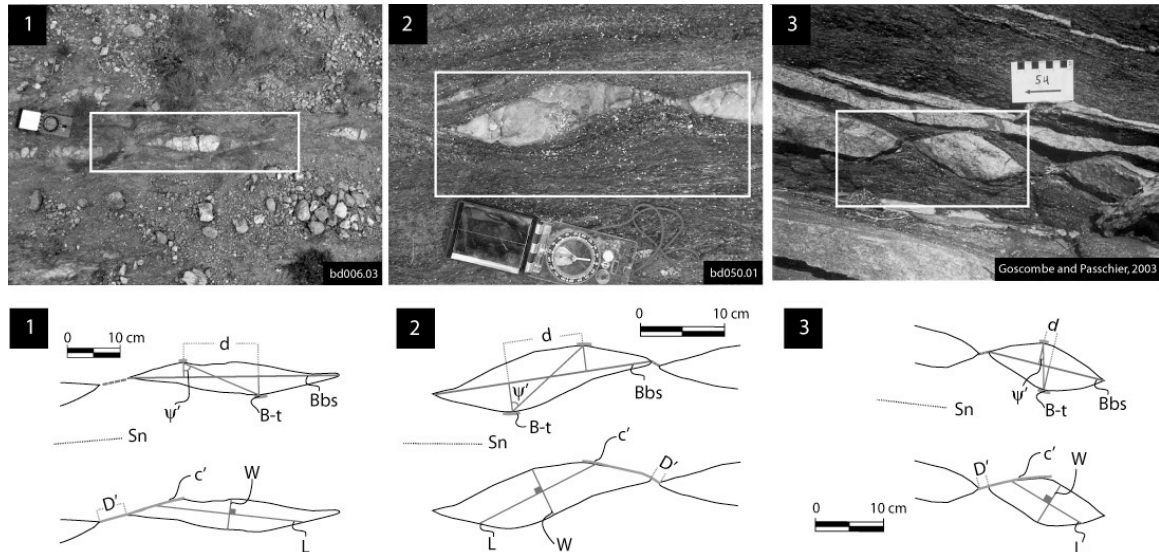 1
2
3
54
bd006.03
bd050.01
Goscombe and Passchier, 2003
1
0 10 cm
d
ψ'
B-t
Bbs
Sn
D'
c'
W
L
2
0 10 cm
d
ψ'
B-t
Bbs
Sn
c'
D'
L
W
3
d
ψ'
B-t
Bbs
Sn
D'
c'
W
0 10 cm
L